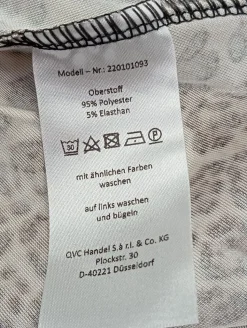 Modell - Nr.: 220101093
Oberstoff
95% Polyester
5% Elasthan
30 P
mit ähnlichen Farben
waschen
auf links waschen
und bügeln
QVC Handel S.à r.l. & Co. KG
Plockstr. 30
D-40221 Düsseldorf